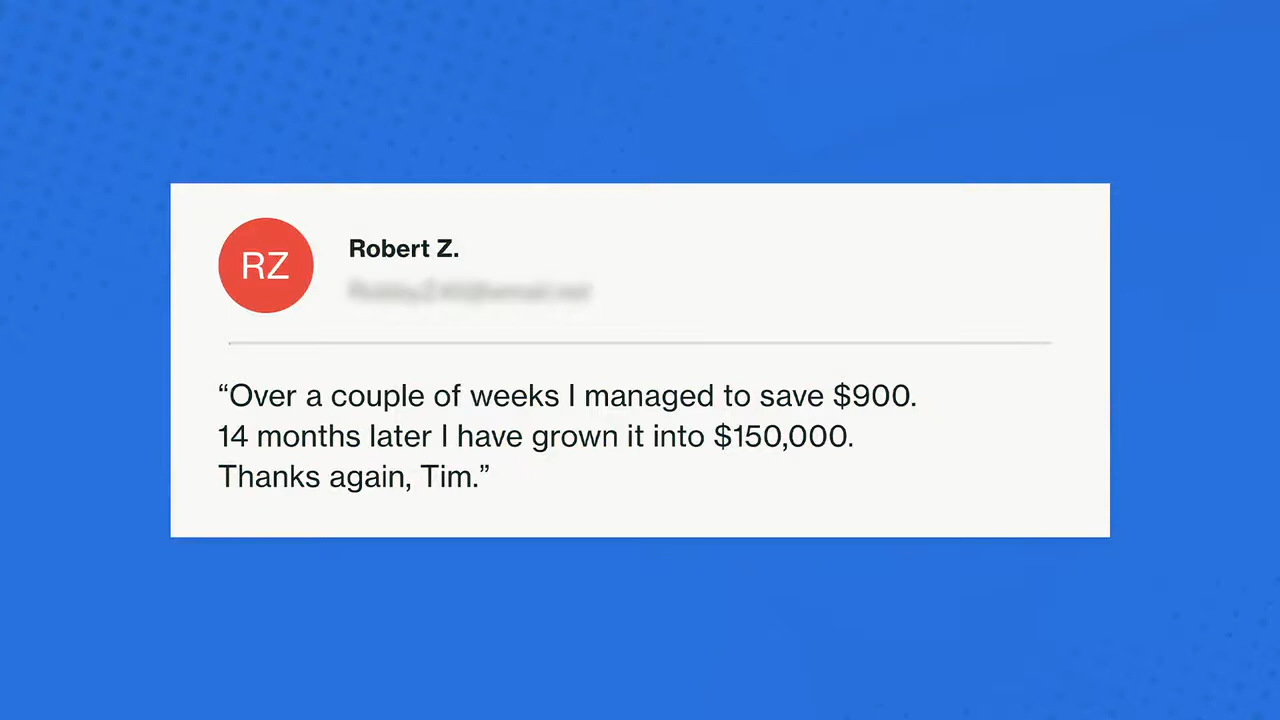 RZ
Robert Z.
“Over a couple of weeks I managed to save $900.
14 months later I have grown it into $150,000.
Thanks again, Tim.”